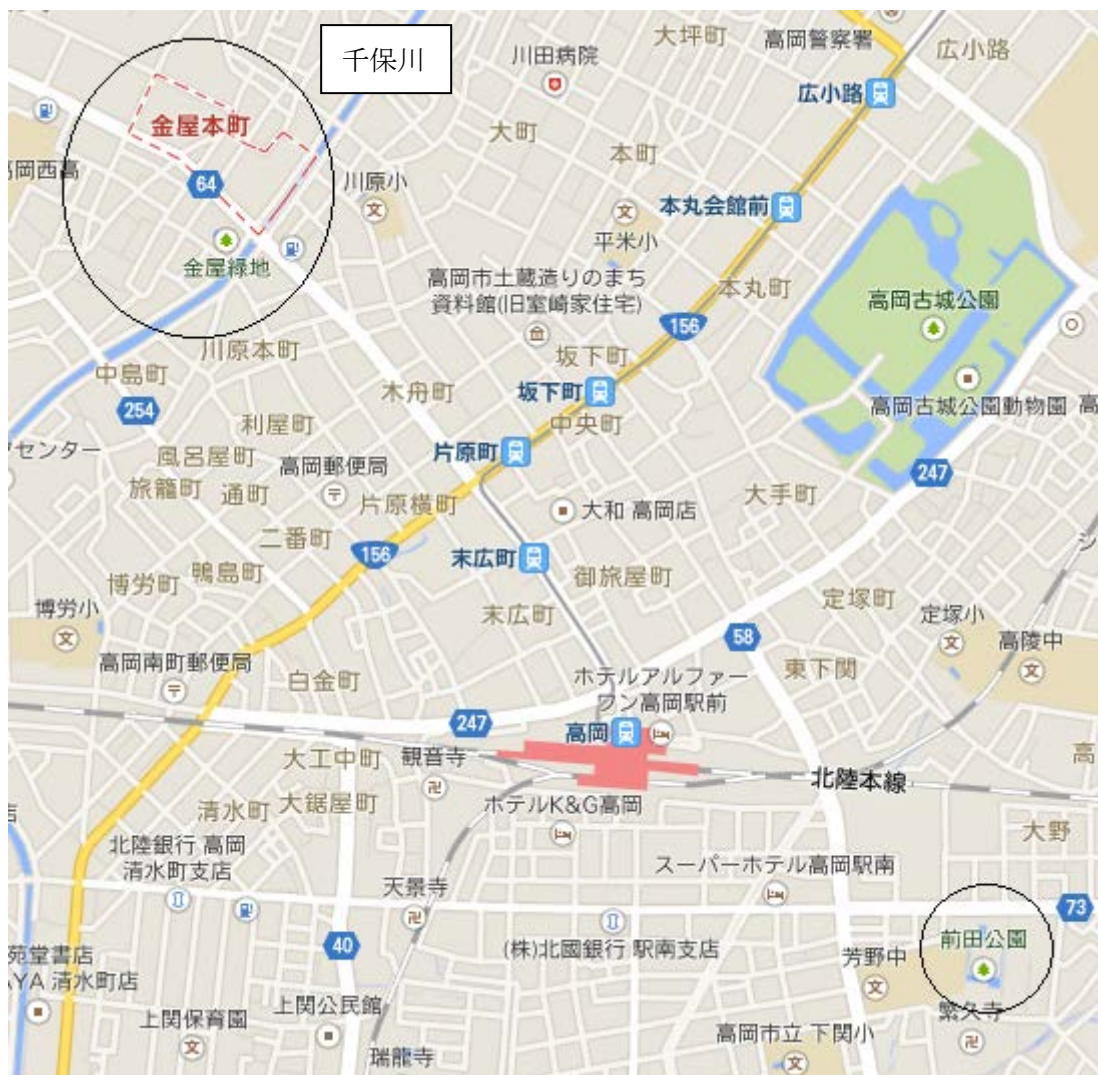 千保川
川田病院
大坪町
高岡警察署
広小路
広小路
大町
金屋本町
本町
岡西高
64
川原小
本丸会館前
平米小
金屋緑地
高岡市土蔵造りのまち
資料館(旧室崎家住宅)
本丸町
高岡古城公園
156
川原本町
坂下町
中島町
木舟町
坂下町
高岡古城公園動物園
高
254
利屋町
中央町
センター
風呂屋町
高岡郵便局
片原町
247
旅籠町
通町
片原横町
大和 高岡店
大手町
二番町
156
末広町
博労町
鴨島町
御旅屋町
博労小
末広町
定塚町
定塚小
高陵中
58
高岡南町郵便局
東下関
白金町
ホテルアルファー
ワン高岡駅前
247
高岡
大工中町
観音寺
高
北陸本線
清水町
大鋸屋町
ホテルK&G高岡
大野
北陸銀行 高岡
清水町支店
スーパーホテル高岡駅南
天景寺
73
前田公園
40
(株)北國銀行 駅南支店
芳野中
苑堂書店
YA 清水町店
上関保育園
上関公民館
繁久寺
瑞龍寺
高岡市立 下関小